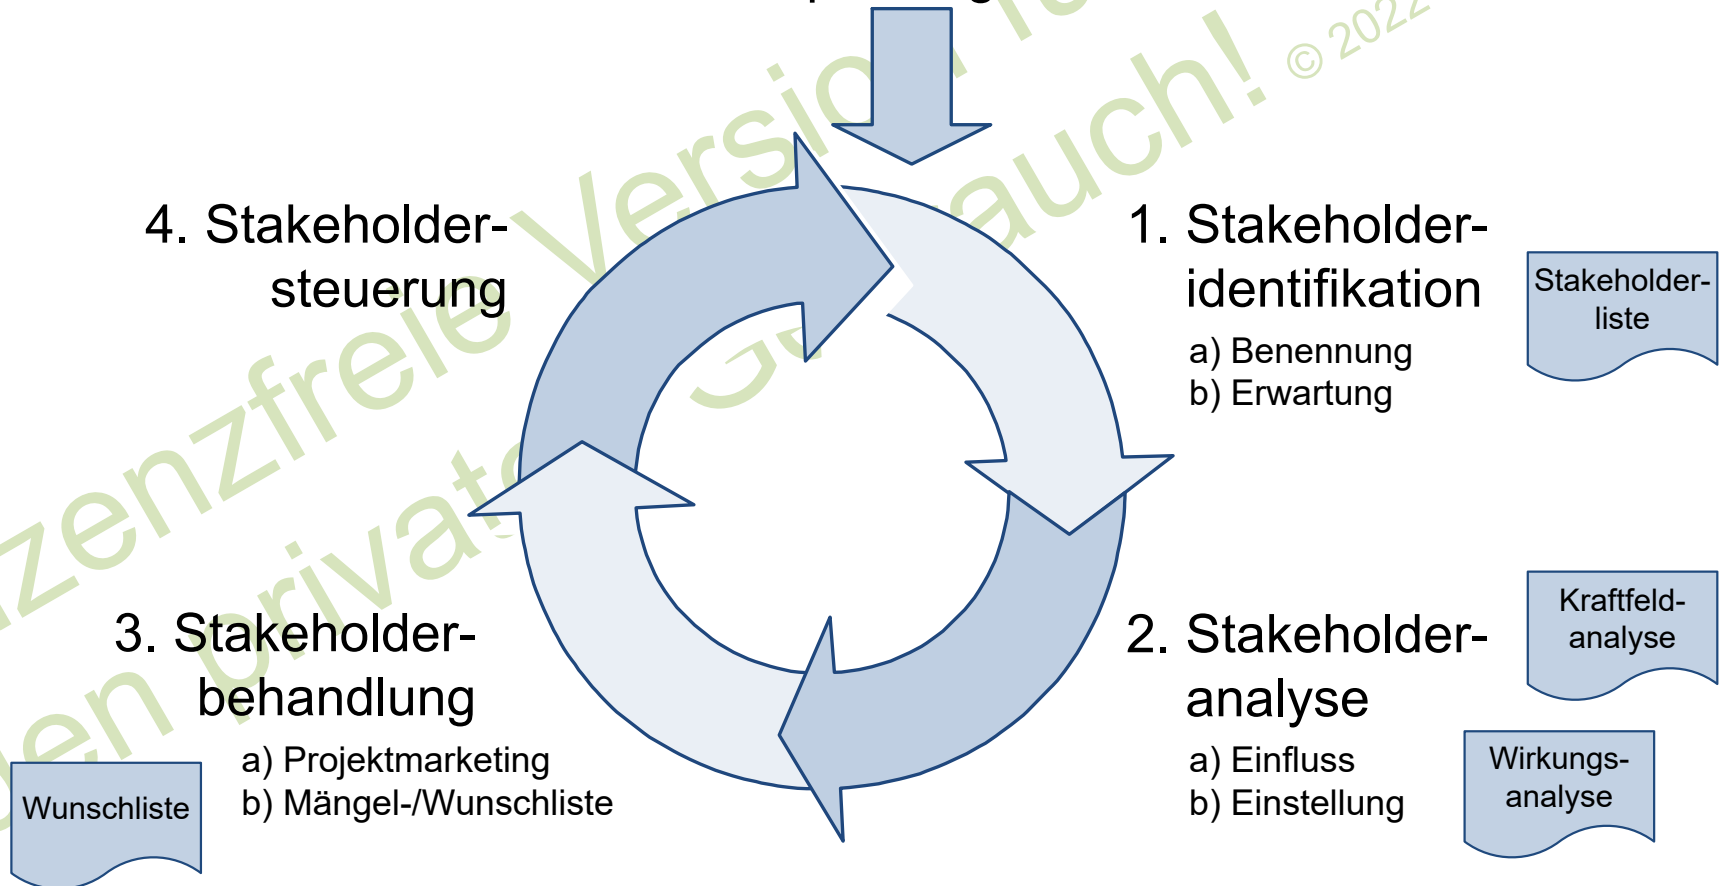 © 2022
4. Stakeholder-
steuerung
1. Stakeholder-
identifikation
a) Benennung
b) Erwartung
Stakeholder-
liste
3. Stakeholder-
behandlung
a) Projektmarketing
b) Mängel-/Wunschliste
Wunschliste
2. Stakeholder-
analyse
a) Einfluss
b) Einstellung
Kraftfeld-
analyse
Wirkungs-
analyse